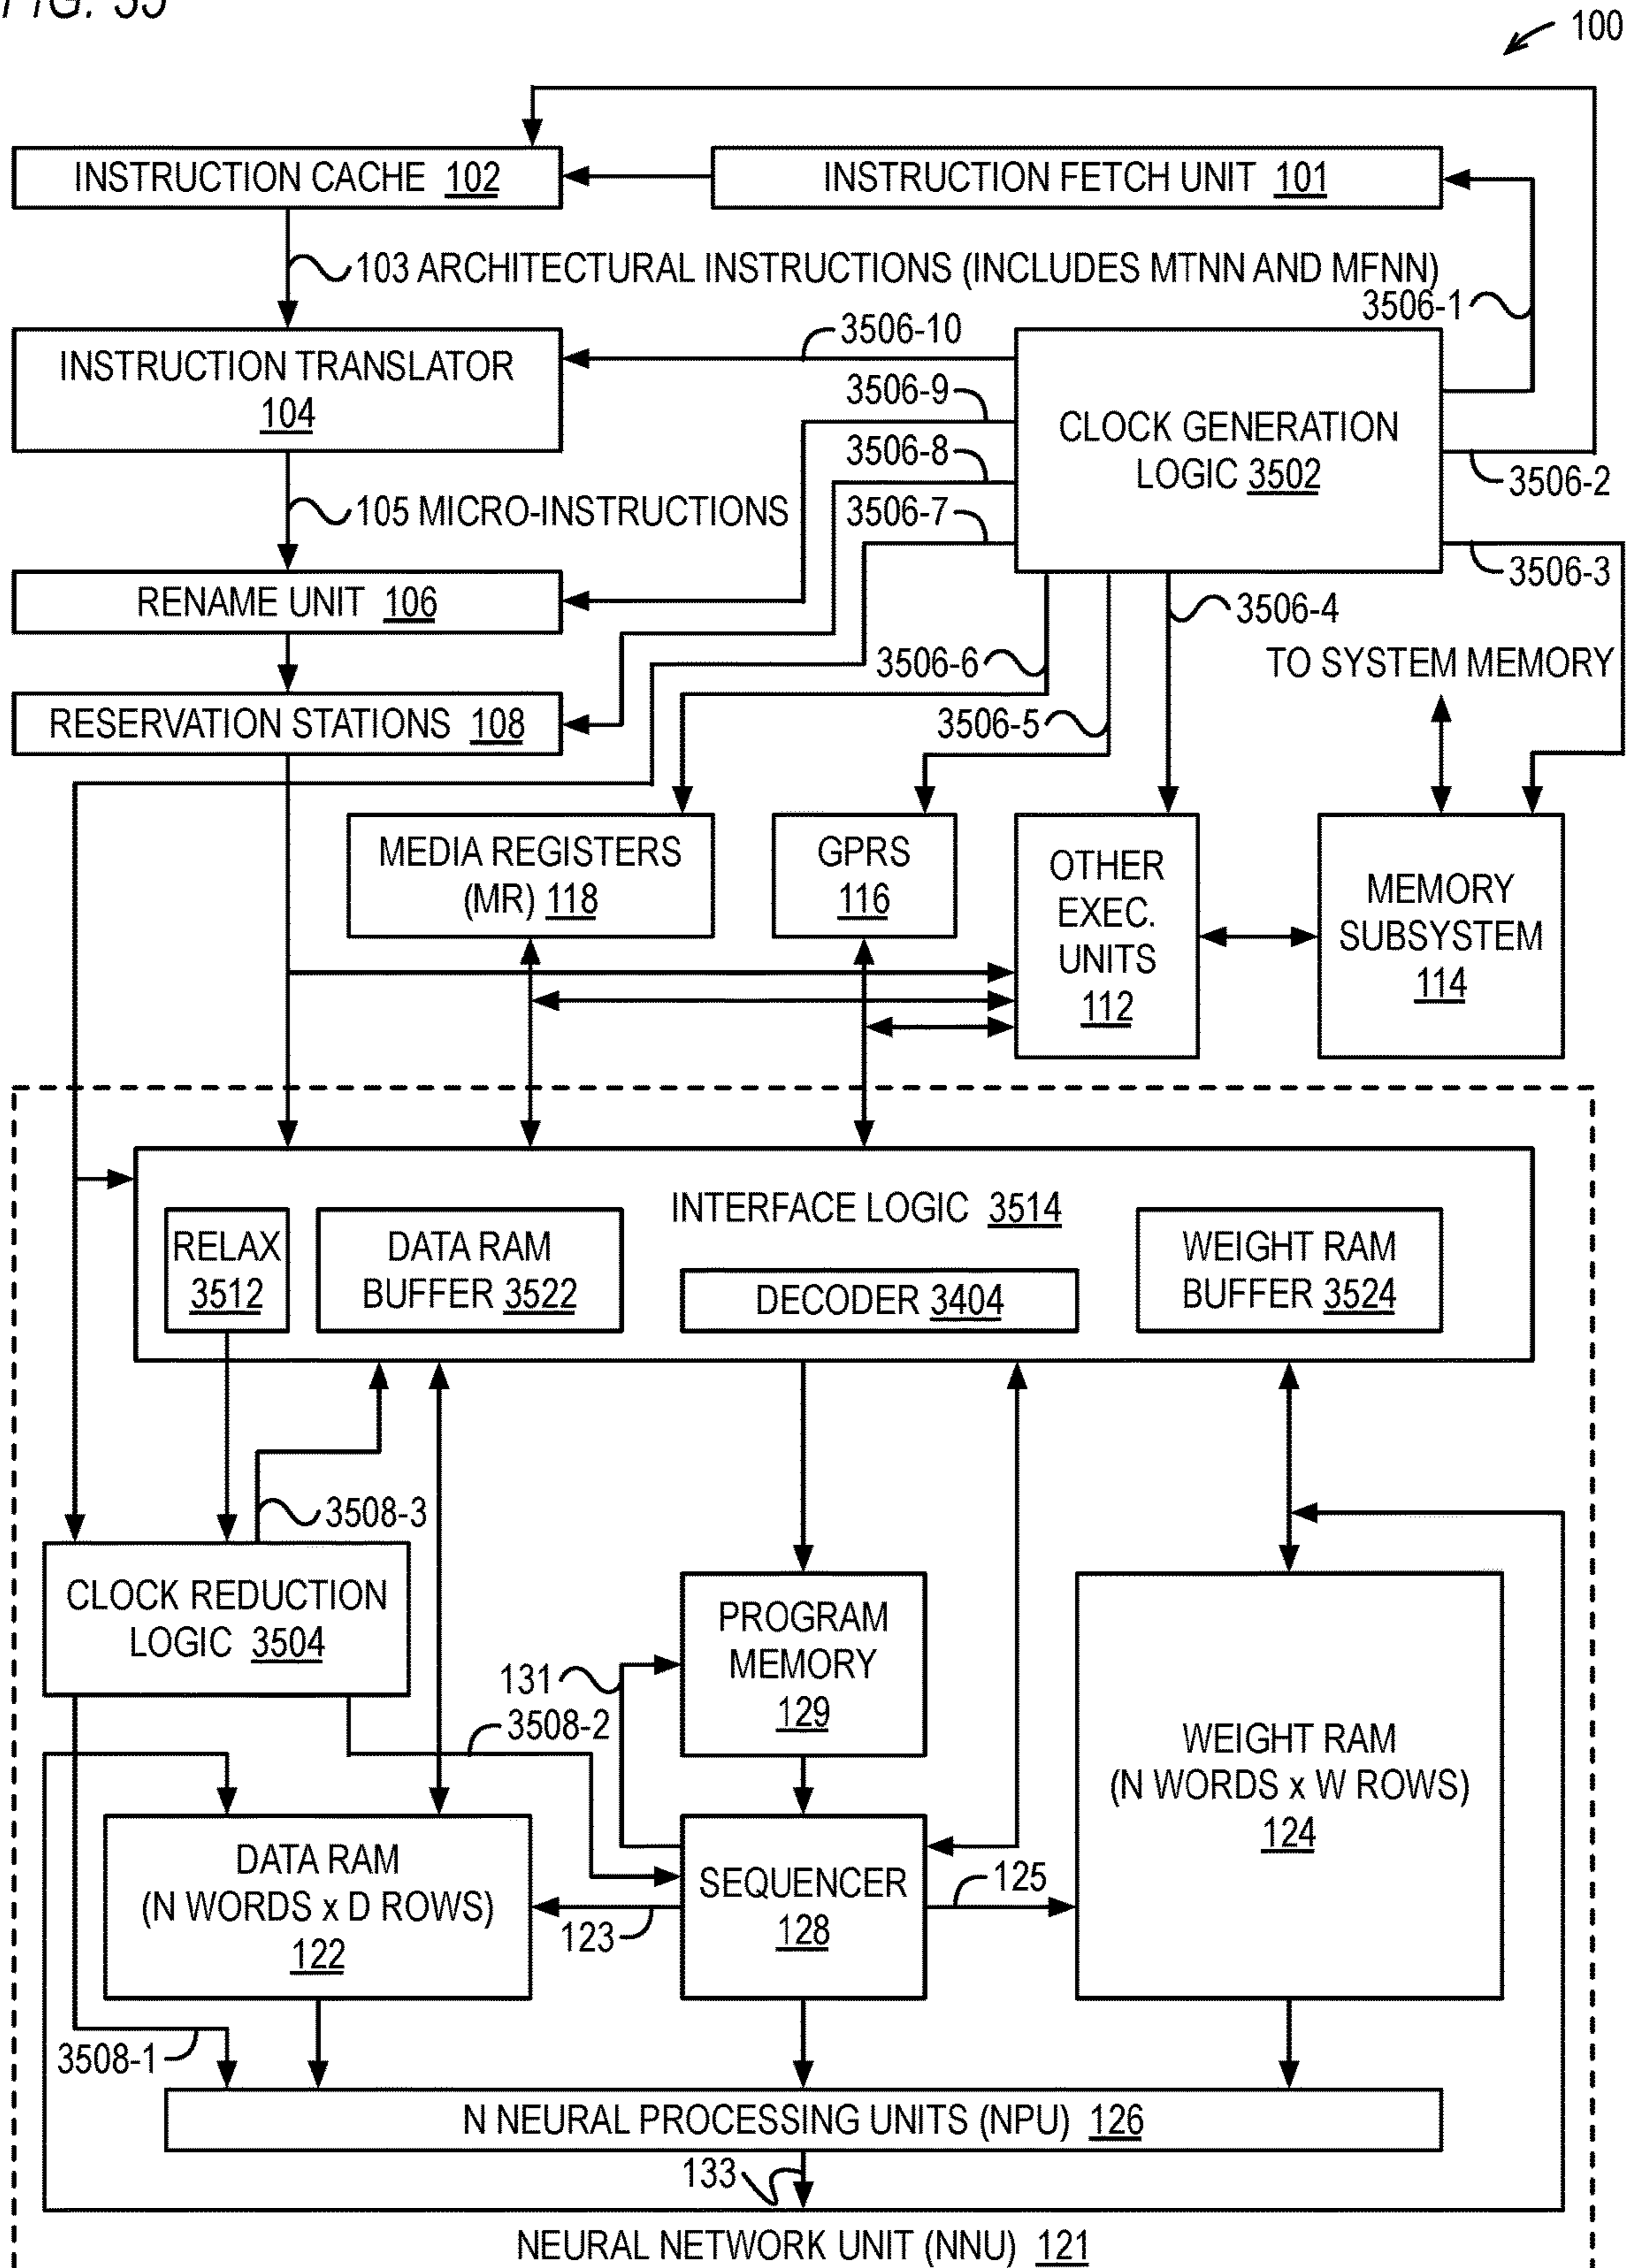 FIG. 35
100
INSTRUCTION CACHE 102
INSTRUCTION FETCH UNIT 101
103 ARCHITECTURAL INSTRUCTIONS (INCLUDES MTNN AND MFNN)
3506-1
3506-10
INSTRUCTION TRANSLATOR
104
3506-9
CLOCK GENERATION
LOGIC 3502
3506-8
3506-2
105 MICRO-INSTRUCTIONS
3506-7
3506-3
RENAME UNIT 106
3506-4
3506-6
TO SYSTEM MEMORY
RESERVATION STATIONS 108
3506-5
MEDIA REGISTERS
(MR) 118
GPRS
116
OTHER
EXEC.
UNITS
112
MEMORY
SUBSYSTEM
114
INTERFACE LOGIC 3514
RELAX
3512
DATA RAM
BUFFER 3522
DECODER 3404
WEIGHT RAM
BUFFER 3524
3508-3
CLOCK REDUCTION
LOGIC 3504
PROGRAM
MEMORY
129
131
3508-2
WEIGHT RAM
(N WORDS x W ROWS)
124
DATA RAM
(N WORDS x D ROWS)
122
SEQUENCER
128
125
123
3508-1
N NEURAL PROCESSING UNITS (NPU) 126
133
NEURAL NETWORK UNIT (NNU) 121